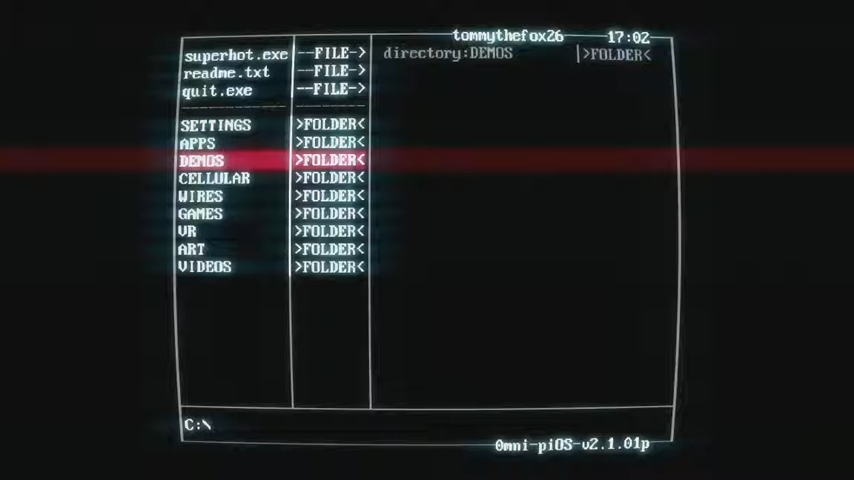 tommythefox26 17:02
superhot.exe --FILE-> directory:DEMOS |>FOLDER<
readme.txt --FILE->
quit.exe --FILE->
SETTINGS >FOLDER<
APPS >FOLDER<
DEMOS >FOLDER<
CELLULAR >FOLDER<
WIRES >FOLDER<
GAMES >FOLDER<
VR >FOLDER<
ART >FOLDER<
VIDEOS >FOLDER<
C:\
0mni-piOS-v2.1.01p